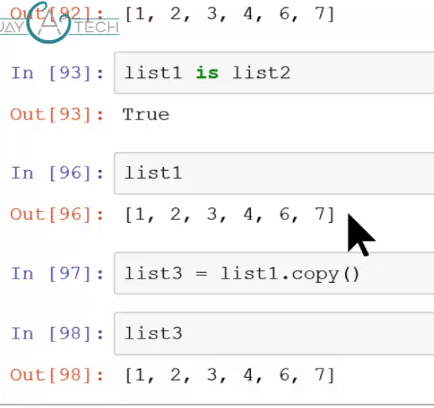 Out[92]: [1, 2, 3, 4, 6, 7]
TECH
In [93]: list1 is list2
Out[93]: True
In [96]: list1
Out[96]: [1, 2, 3, 4, 6, 7]
In [97]: list3 = list1.copy()
In [98]: list3
Out[98]: [1, 2, 3, 4, 6, 7]